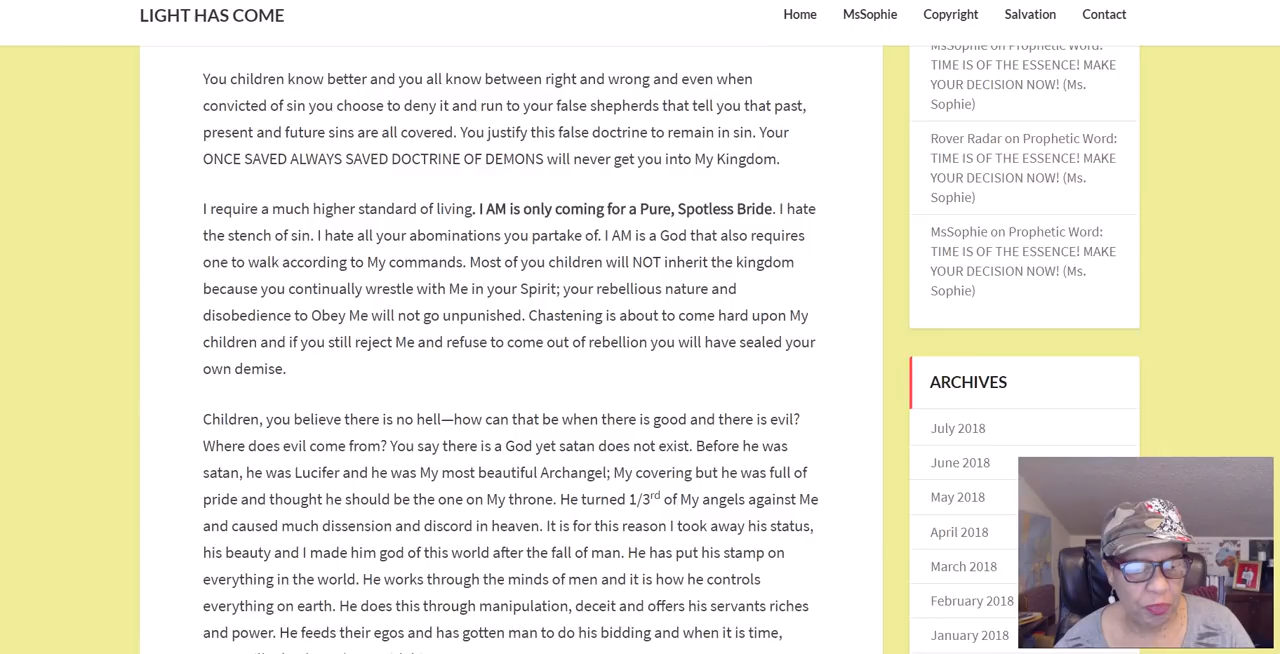 LIGHT HAS COME
Home
MsSophie
Copyright
Salvation
Contact
You children know better and you all know between right and wrong and even when
convicted of sin you choose to deny it and run to your false shepherds that tell you that past,
present and future sins are all covered. You justify this false doctrine to remain in sin. Your
ONCE SAVED ALWAYS SAVED DOCTRINE OF DEMONS will never get you into My Kingdom.
I require a much higher standard of living. I AM is only coming for a Pure, Spotless Bride. I hate
the stench of sin. I hate all your abominations you partake of. I AM is a God that also requires
one to walk according to My commands. Most of you children will NOT inherit the kingdom
because you continually wrestle with Me in your Spirit; your rebellious nature and
disobedience to Obey Me will not go unpunished. Chastening is about to come hard upon My
children and if you still reject Me and refuse to come out of rebellion you will have sealed your
own demise.
Children, you believe there is no hell—how can that be when there is good and there is evil?
Where does evil come from? You say there is a God yet satan does not exist. Before he was
satan, he was Lucifer and he was My most beautiful Archangel; My covering but he was full of
pride and thought he should be the one on My throne. He turned 1/3rd of My angels against Me
and caused much dissension and discord in heaven. It is for this reason I took away his status,
his beauty and I made him god of this world after the fall of man. He has put his stamp on
everything in the world. He works through the minds of men and it is how he controls
everything on earth. He does this through manipulation, deceit and offers his servants riches
and power. He feeds their egos and has gotten man to do his bidding and when it is time,
MsSophie on Prophetic Word:
TIME IS OF THE ESSENCE! MAKE
YOUR DECISION NOW! (Ms.
Sophie)
Rover Radar on Prophetic Word:
TIME IS OF THE ESSENCE! MAKE
YOUR DECISION NOW! (Ms.
Sophie)
MsSophie on Prophetic Word:
TIME IS OF THE ESSENCE! MAKE
YOUR DECISION NOW! (Ms.
Sophie)
ARCHIVES
July 2018
June 2018
May 2018
April 2018
March 2018
February 2018
January 2018